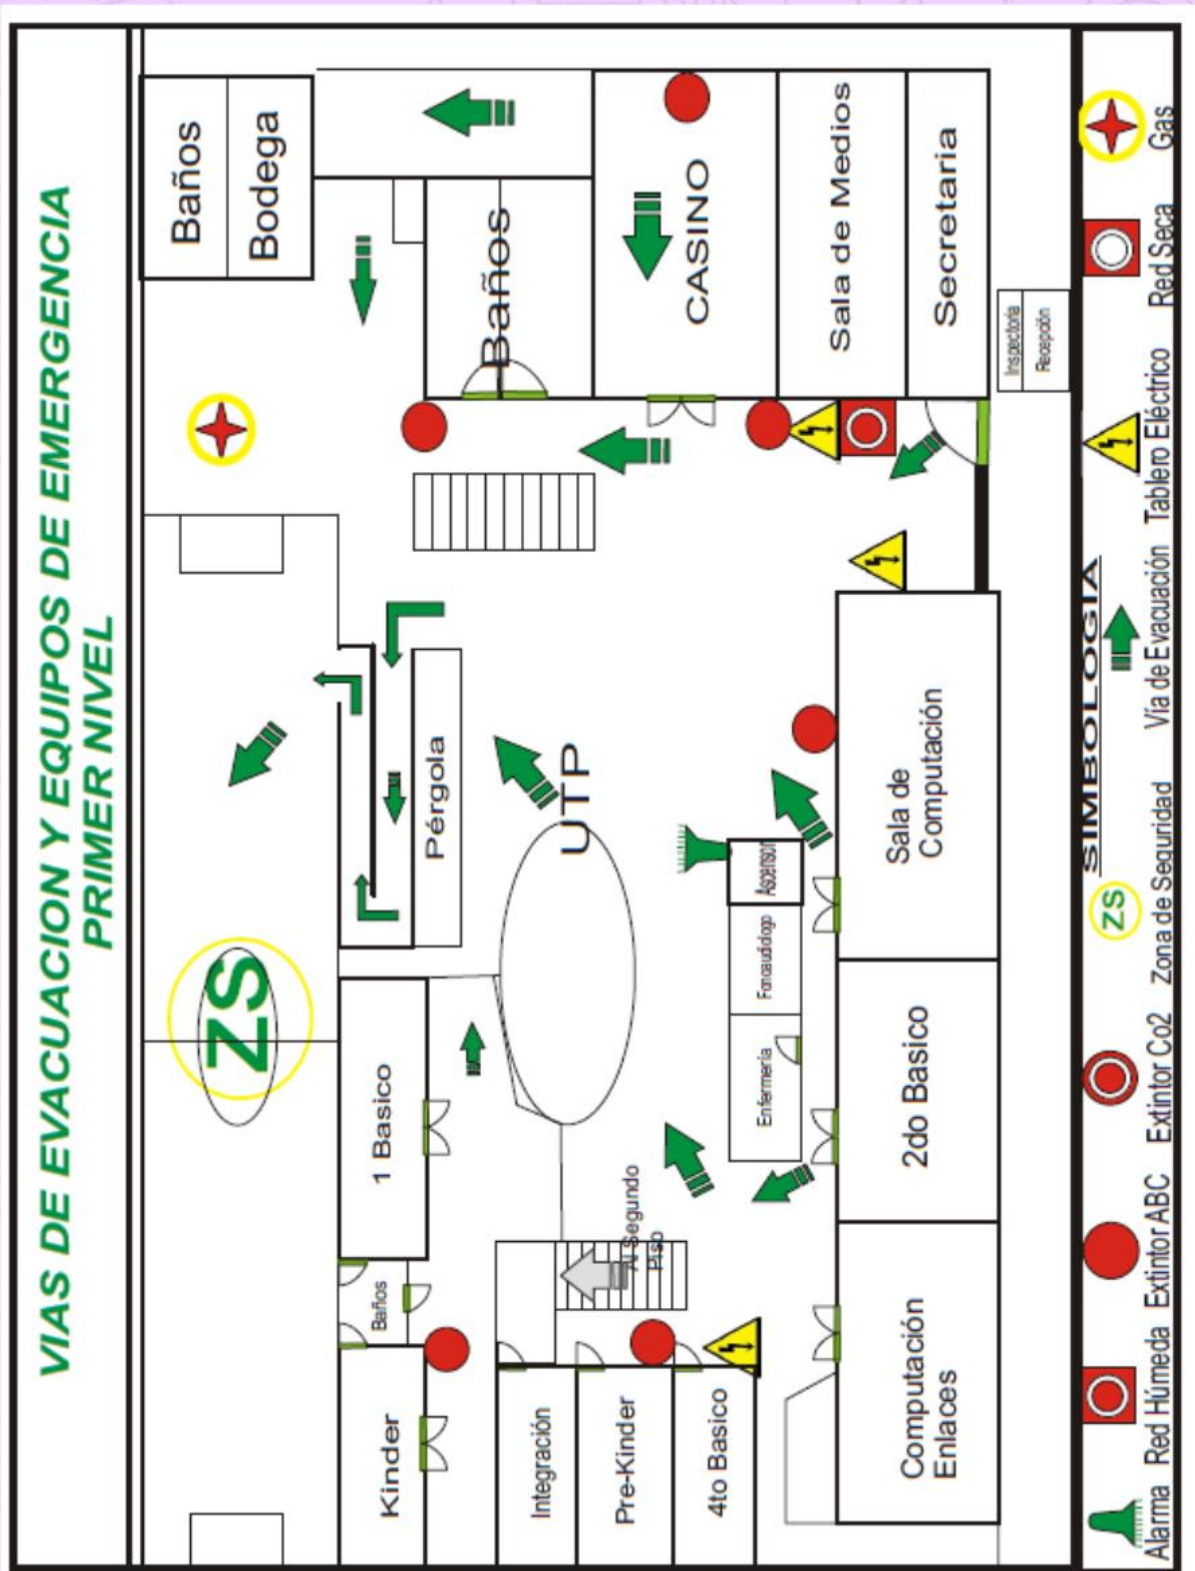 VIAS DE EVACUACION Y EQUIPOS DE EMERGENCIA
PRIMER NIVEL
Baños
Bodega
Baños
CASINO
Sala de Medios
Secretaria
Inspectoria
Recepción
Pérgola
UTP
ZS
1 Basico
Baños
Kinder
Al Segundo
Piso
Integración
Pre-Kinder
4to Basico
Ascensor
Fonoaudiologo
Enfermeria
Sala de
Computación
2do Basico
Computación
Enlaces
SIMBOLOGIA
ZS
Alarma
Red Húmeda
Extintor ABC
Extintor Co2
Zona de Seguridad
Vía de Evacuación
Tablero Eléctrico
Red Seca
Gas